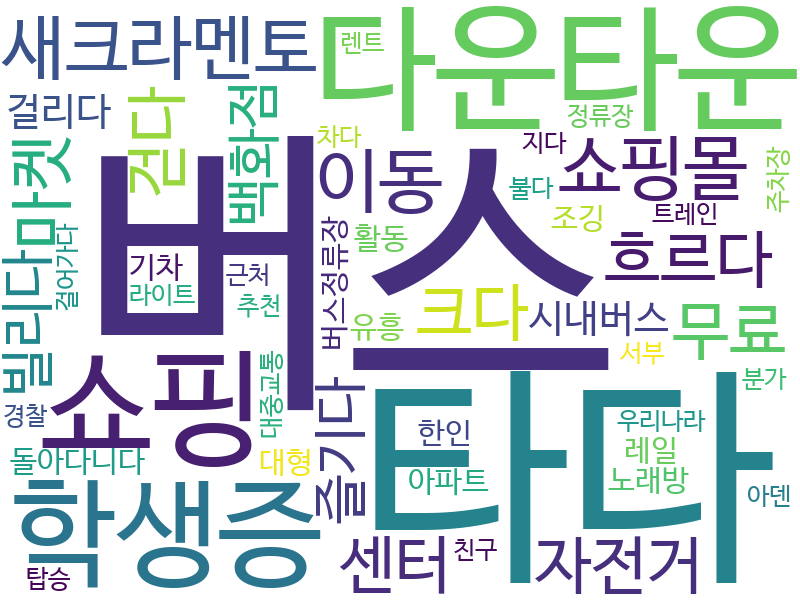 새크라멘토
다운타운
렌트
걸리다
걷다
백화점
정류장
차다
지다
마켓
버스
이동
쇼핑몰
주차장
불다
조깅
트레인
걸어가다
활동
흐르다
버스정류장
기차
근처
라이트
추천
빌리다
크다
시내버스
유흥
무료
서부
쇼핑
타다
분가
경찰
대중교통
즐기다
한인
우리나라
돌아다니다
대형
레일
아파트
노래방
학생증
아덴
센터
친구
자전거
탑승